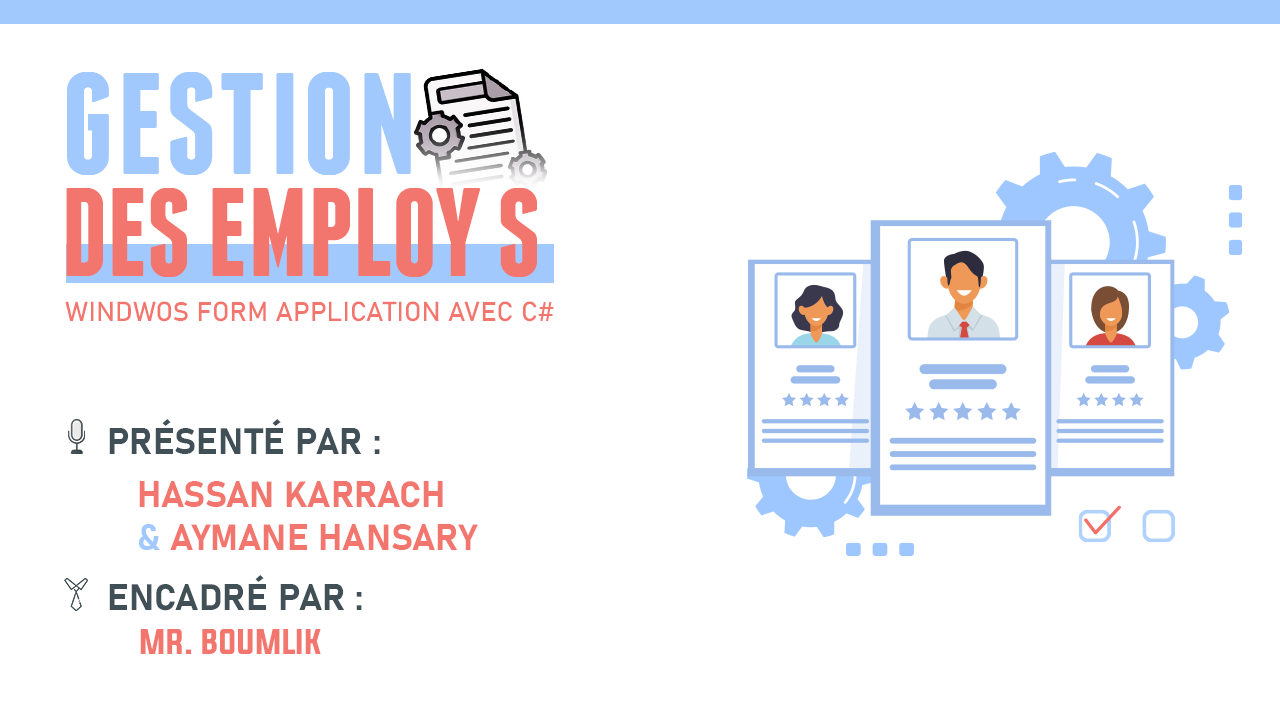 GESTION
DES EMPLOY S
WINDWOS FORM APPLICATION AVEC C#
PRÉSENTÉ PAR :
HASSAN KARRACH
& AYMANE HANSARY
ENCADRÉ PAR :
MR. BOUMLIK